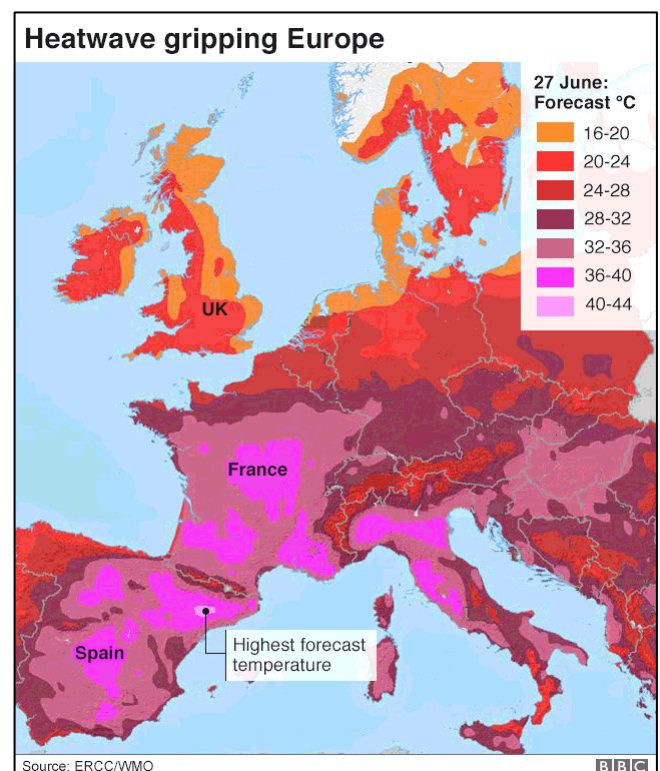 Heatwave gripping Europe
27 June:
Forecast °C
16-20
20-24
24-28
28-32
32-36
36-40
40-44
UK
France
Spain
Highest forecast
temperature
Source: ERCC/WMO
BBC